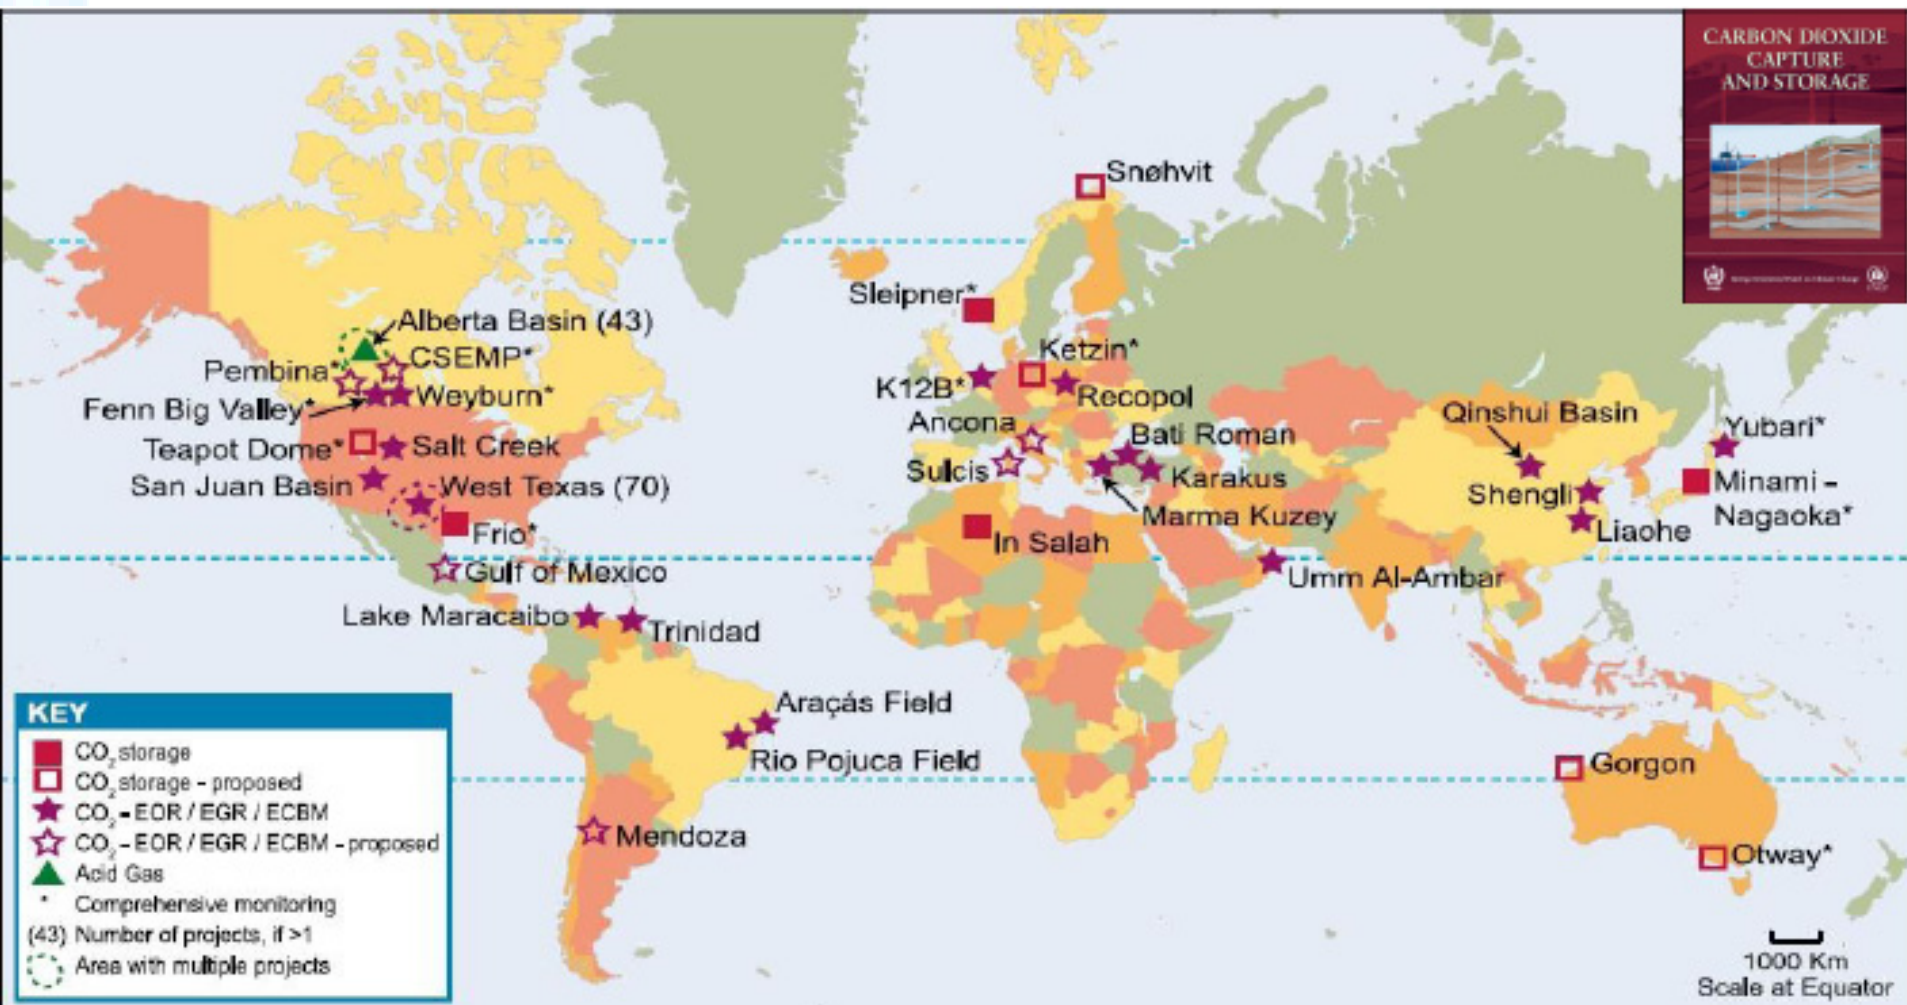 CARBON DIOXIDE
CAPTURE
AND STORAGE
Snøhvit
Sleipner*
Alberta Basin (43)
CSEMP*
Pembina*
Weyburn*
Fenn Big Valley*
Teapot Dome*
Salt Creek
San Juan Basin
West Texas (70)
Frio*
Gulf of Mexico
Lake Maracaibo
Trinidad
Ketzin*
K12B*
Recopol
Ancona
Bati Roman
Sulcis
Karakus
Marma Kuzey
In Salah
Umm Al-Ambar
Qinshui Basin
Yubari*
Shengli
Minami –
Nagaoka*
Liaohe
Araçás Field
Rio Pojuca Field
Mendoza
Gorgon
Otway*
KEY
CO₂ storage
CO₂ storage - proposed
CO₂ - EOR / EGR / ECBM
CO₂ - EOR / EGR / ECBM - proposed
Acid Gas
* Comprehensive monitoring
(43) Number of projects, if >1
Area with multiple projects
1000 Km
Scale at Equator